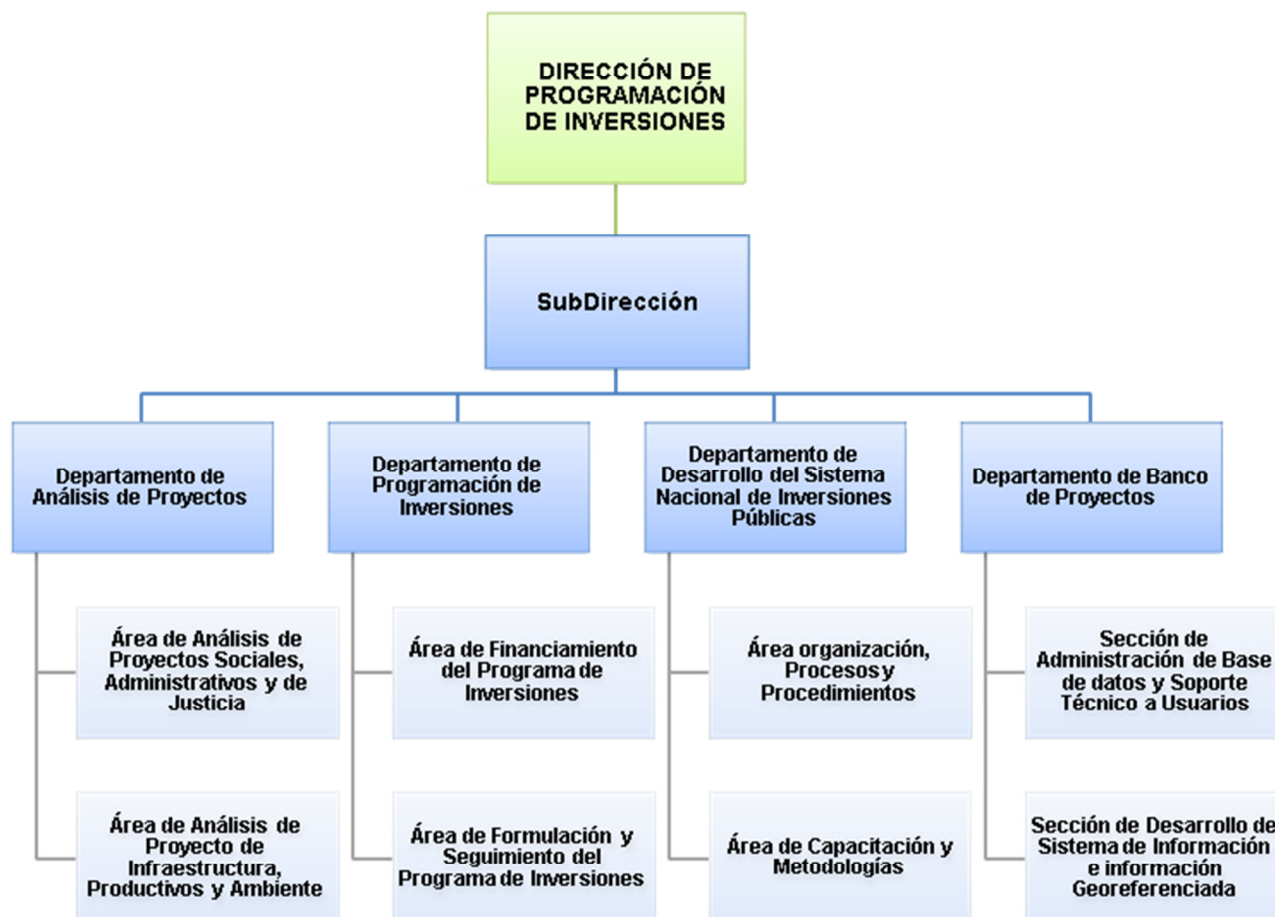 DIRECCIÓN DE
PROGRAMACIÓN
DE INVERSIONES
SubDirección
Departamento de
Análisis de Proyectos
Departamento de
Programación de
Inversiones
Departamento de
Desarrollo del Sistema
Nacional de Inversiones
Públicas
Departamento de Banco
de Proyectos
Área de Análisis de
Proyectos Sociales,
Administrativos y de
Justicia
Área de Financiamiento
del Programa de
Inversiones
Área organización,
Procesos y
Procedimientos
Sección de
Administración de Base
de datos y Soporte
Técnico a Usuarios
Área de Análisis de
Proyecto de
Infraestructura,
Productivos y Ambiente
Área de Formulación y
Seguimiento del
Programa de Inversiones
Área de Capacitación y
Metodologías
Sección de Desarrollo de
Sistema de Información
e información
Georeferenciada